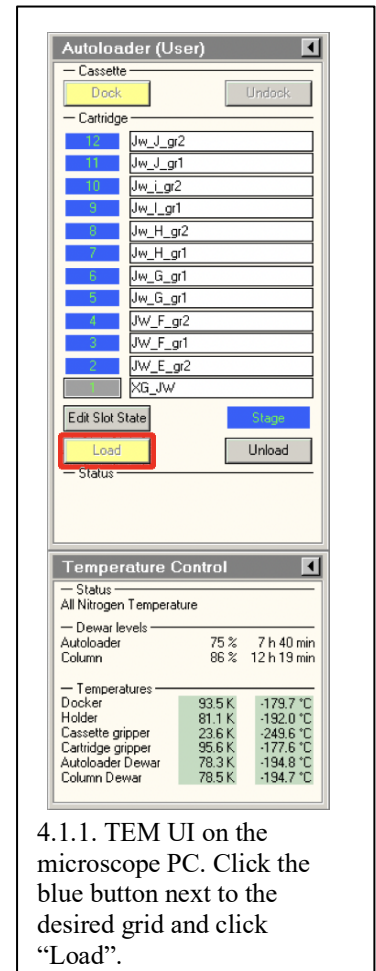 Autoloader (User)
Cassette
Dock Undock
Cartridge
12 Jw_J_gr2
11 Jw_J_gr1
10 Jw_i_gr2
9 Jw_I_gr1
8 Jw_H_gr2
7 Jw_H_gr1
6 Jw_G_gr1
5 Jw_G_gr1
4 JW_F_gr2
3 JW_F_gr1
2 JW_E_gr2
1 XG_JW
Edit Slot State Stage
Load Unload
Status
Temperature Control
Status
All Nitrogen Temperature
Dewar levels
Autoloader 75 % 7 h 40 min
Column 86 % 12 h 19 min
Temperatures
Docker 93.5 K -179.7 °C
Holder 81.1 K -192.0 °C
Cassette gripper 23.6 K -249.6 °C
Cartridge gripper 95.6 K -177.6 °C
Autoloader Dewar 78.3 K -194.8 °C
Column Dewar 78.5 K -194.7 °C
4.1.1. TEM UI on the
microscope PC. Click the
blue button next to the
desired grid and click
“Load”.